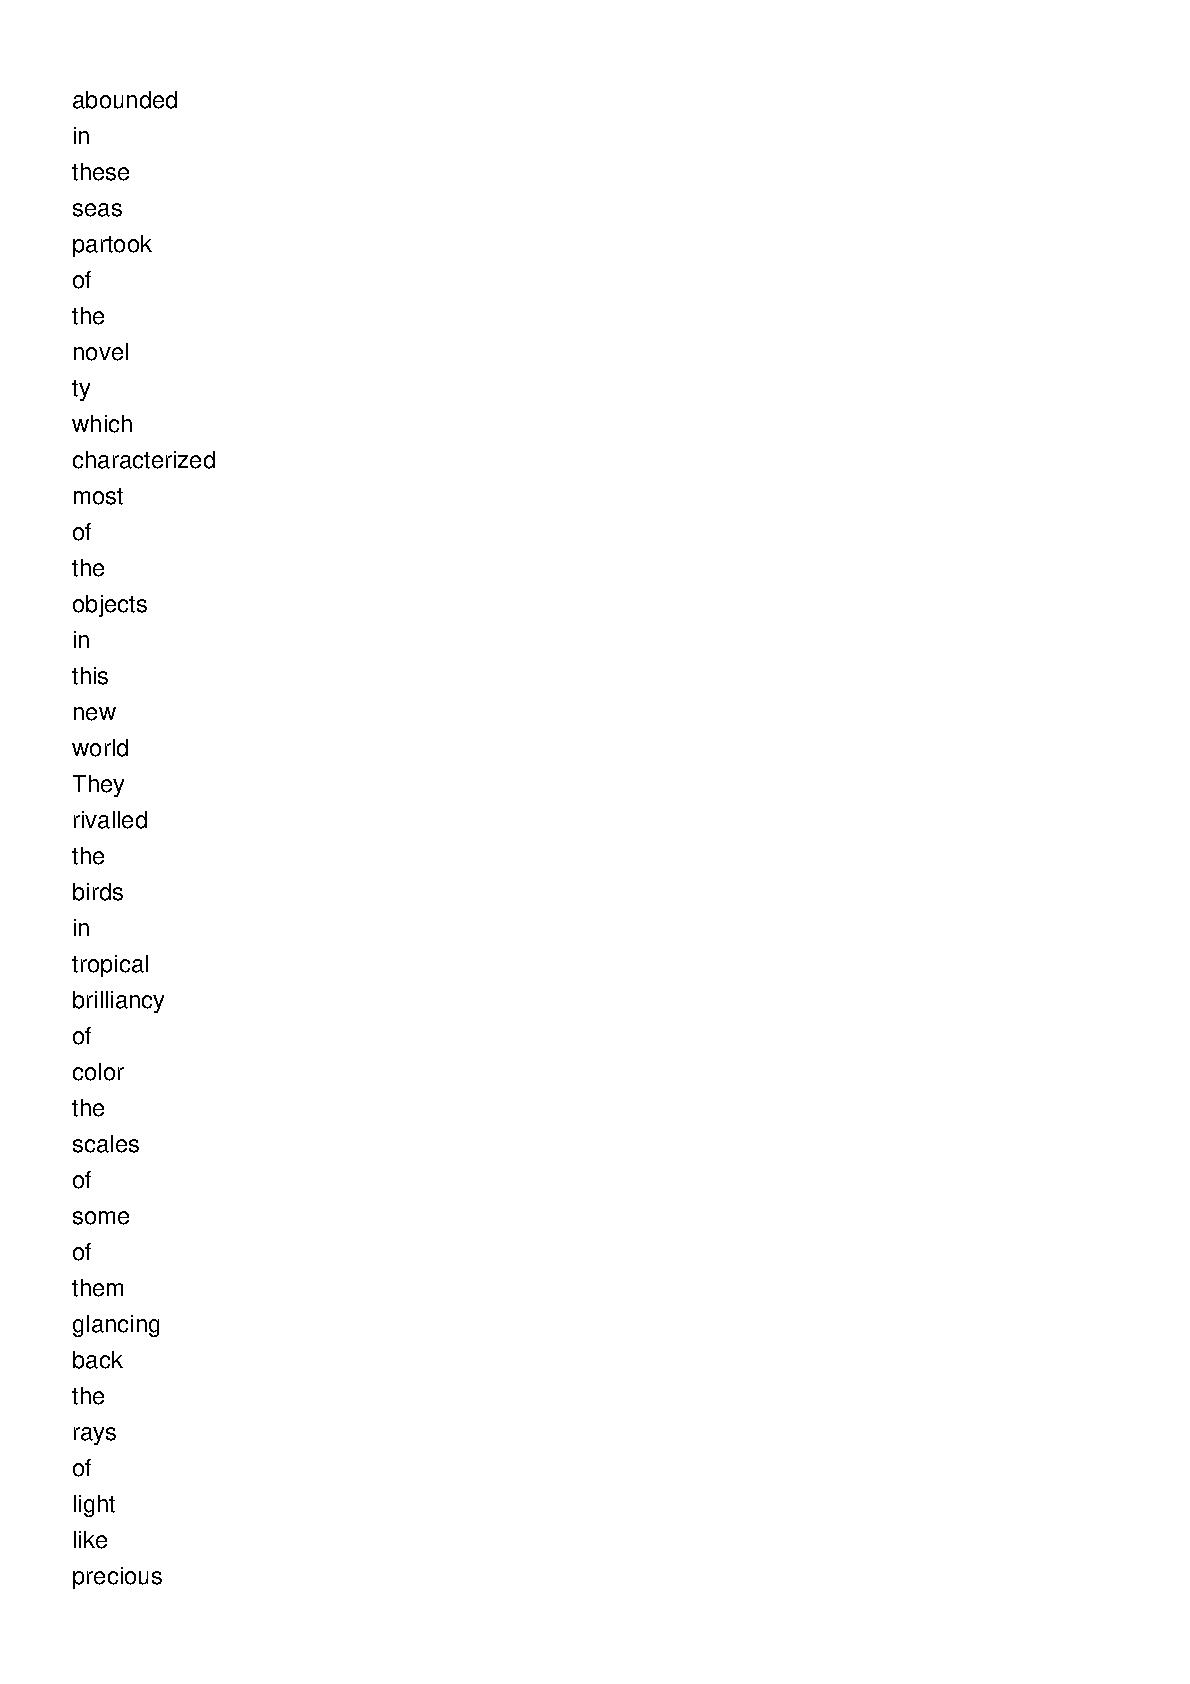 abounded
in
these
seas
partook
of
the
novel
ty
which
characterized
most
of
the
objects
in
this
new
world
They
rivalled
the
birds
in
tropical
brilliancy
of
color
the
scales
of
some
of
them
glancing
back
the
rays
of
light
like
precious